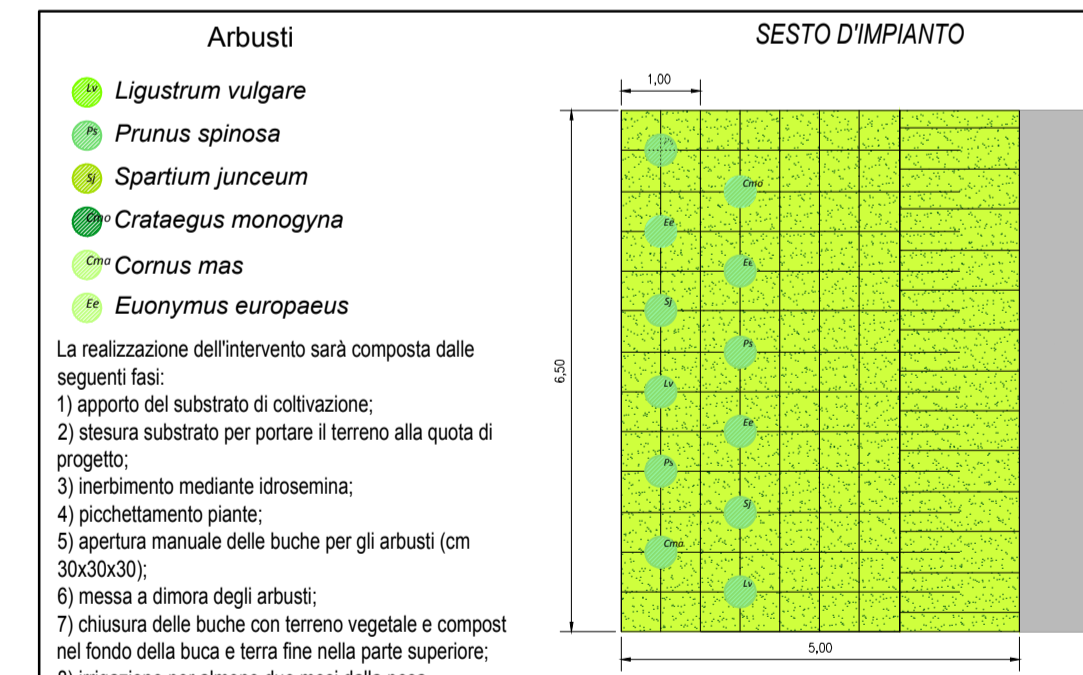 Arbusti
Lv Ligustrum vulgare
Ps Prunus spinosa
Sj Spartium junceum
Cmo Crataegus monogyna
Cma Cornus mas
Ee Euonymus europaeus
La realizzazione dell'intervento sarà composta dalle
seguenti fasi:
1) apporto del substrato di coltivazione;
2) stesura substrato per portare il terreno alla quota di
progetto;
3) inerbimento mediante idrosemina;
4) picchettamento piante;
5) apertura manuale delle buche per gli arbusti (cm
30x30x30);
6) messa a dimora degli arbusti;
7) chiusura delle buche con terreno vegetale e compost
nel fondo della buca e terra fine nella parte superiore;
SESTO D'IMPIANTO
1,00
Cma
Ee
Ee
Sj
Ps
Lv
Ee
Ps
Sj
Cma
Lv
6,50
5,00